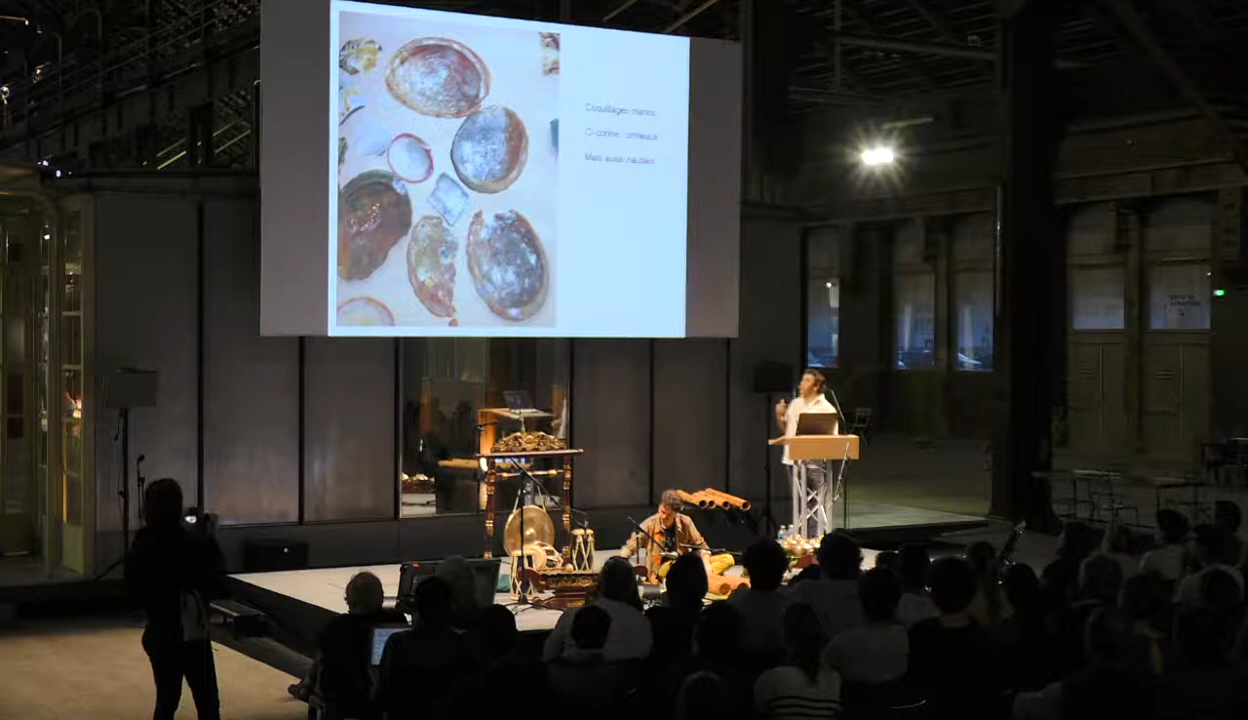 Coquillages marins
Ci-contre : ormeaux
Mais aussi nautiles